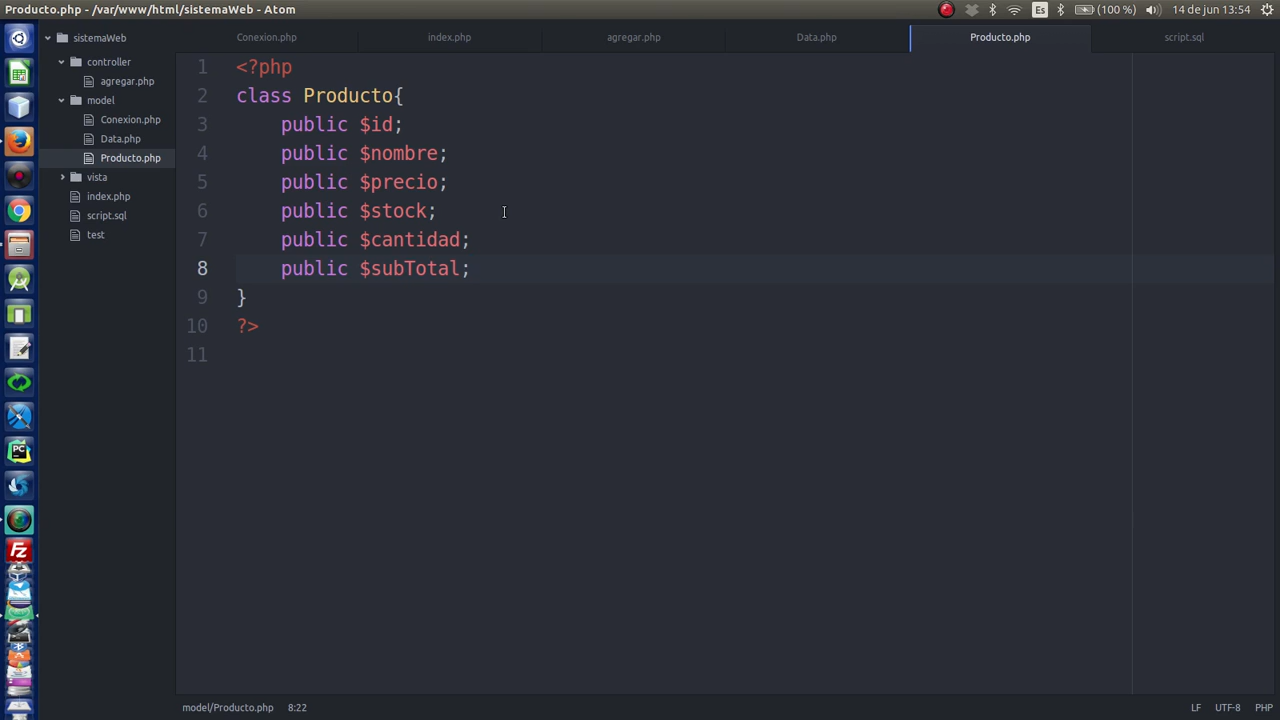 Producto.php - /var/www/html/sistemaWeb - Atom
Es
(100 %)
14 de jun 13:54
sistemaWeb
controller
agregar.php
model
Conexion.php
Data.php
Producto.php
vista
index.php
script.sql
test
Conexion.php
index.php
agregar.php
Data.php
Producto.php
script.sql
1 <?php
2 class Producto{
3 public $id;
4 public $nombre;
5 public $precio;
6 public $stock;
7 public $cantidad;
8 public $subTotal;
9 }
10 ?>
11
PC
Fz
model/Producto.php 8:22
LF UTF-8 PHP